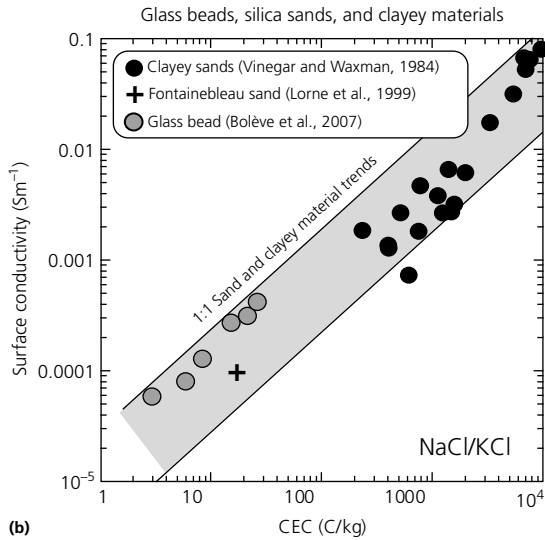 Glass beads, silica sands, and clayey materials
0.1
Clayey sands (Vinegar and Waxman, 1984)
Fontainebleau sand (Lorne et al., 1999)
Glass bead (Bolève et al., 2007)
0.01
1:1 Sand and clayey material trends
0.001
Surface conductivity (Sm⁻¹)
0.0001
NaCl/KCl
10⁻⁵
1 10 100 1000 10⁴
(b) CEC (C/kg)